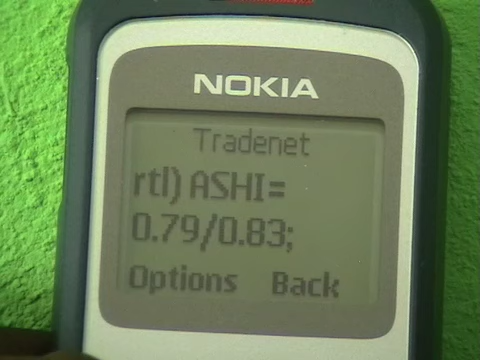 NOKIA
Tradenet
rtl) ASHI=
0.79/0.83;
Options Back